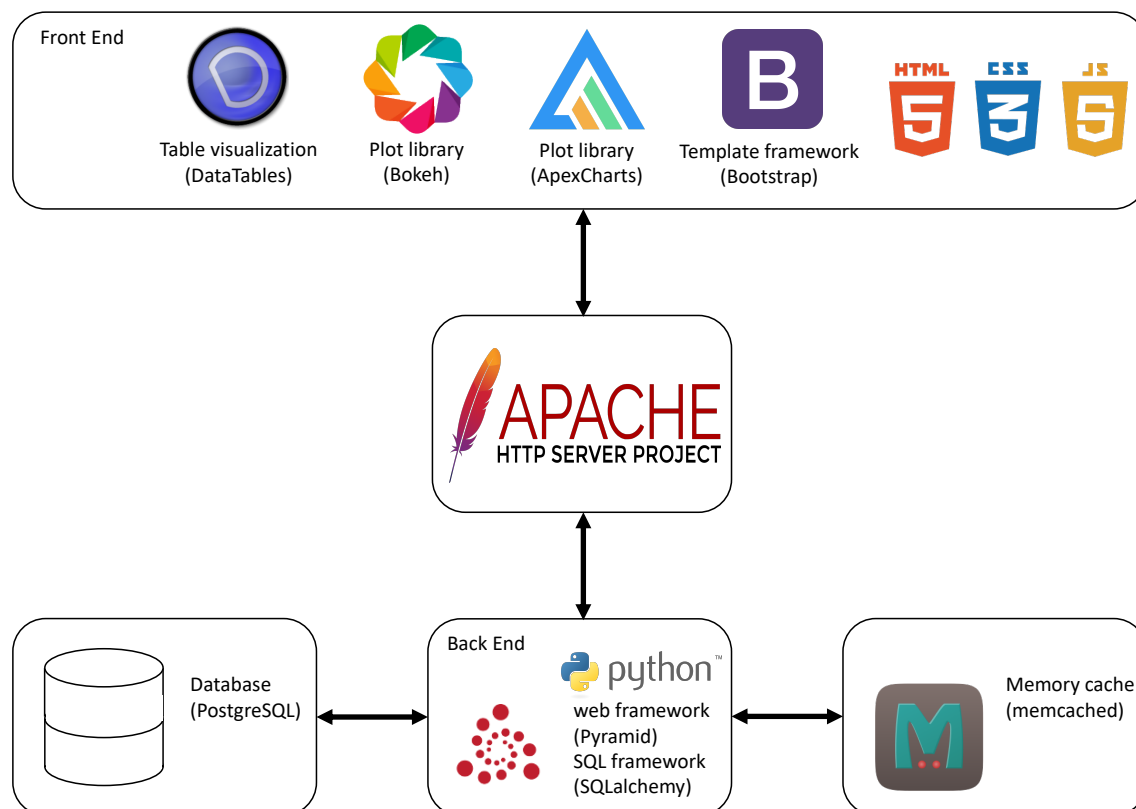 Front End
HTML
5
CSS
3
JS
5
B
Table visualization
(DataTables)
Plot library
(Bokeh)
Plot library
(ApexCharts)
Template framework
(Bootstrap)
APACHE
HTTP SERVER PROJECT
Database
(PostgreSQL)
Back End
python™
web framework
(Pyramid)
SQL framework
(SQLalchemy)
Memory cache
(memcached)
M